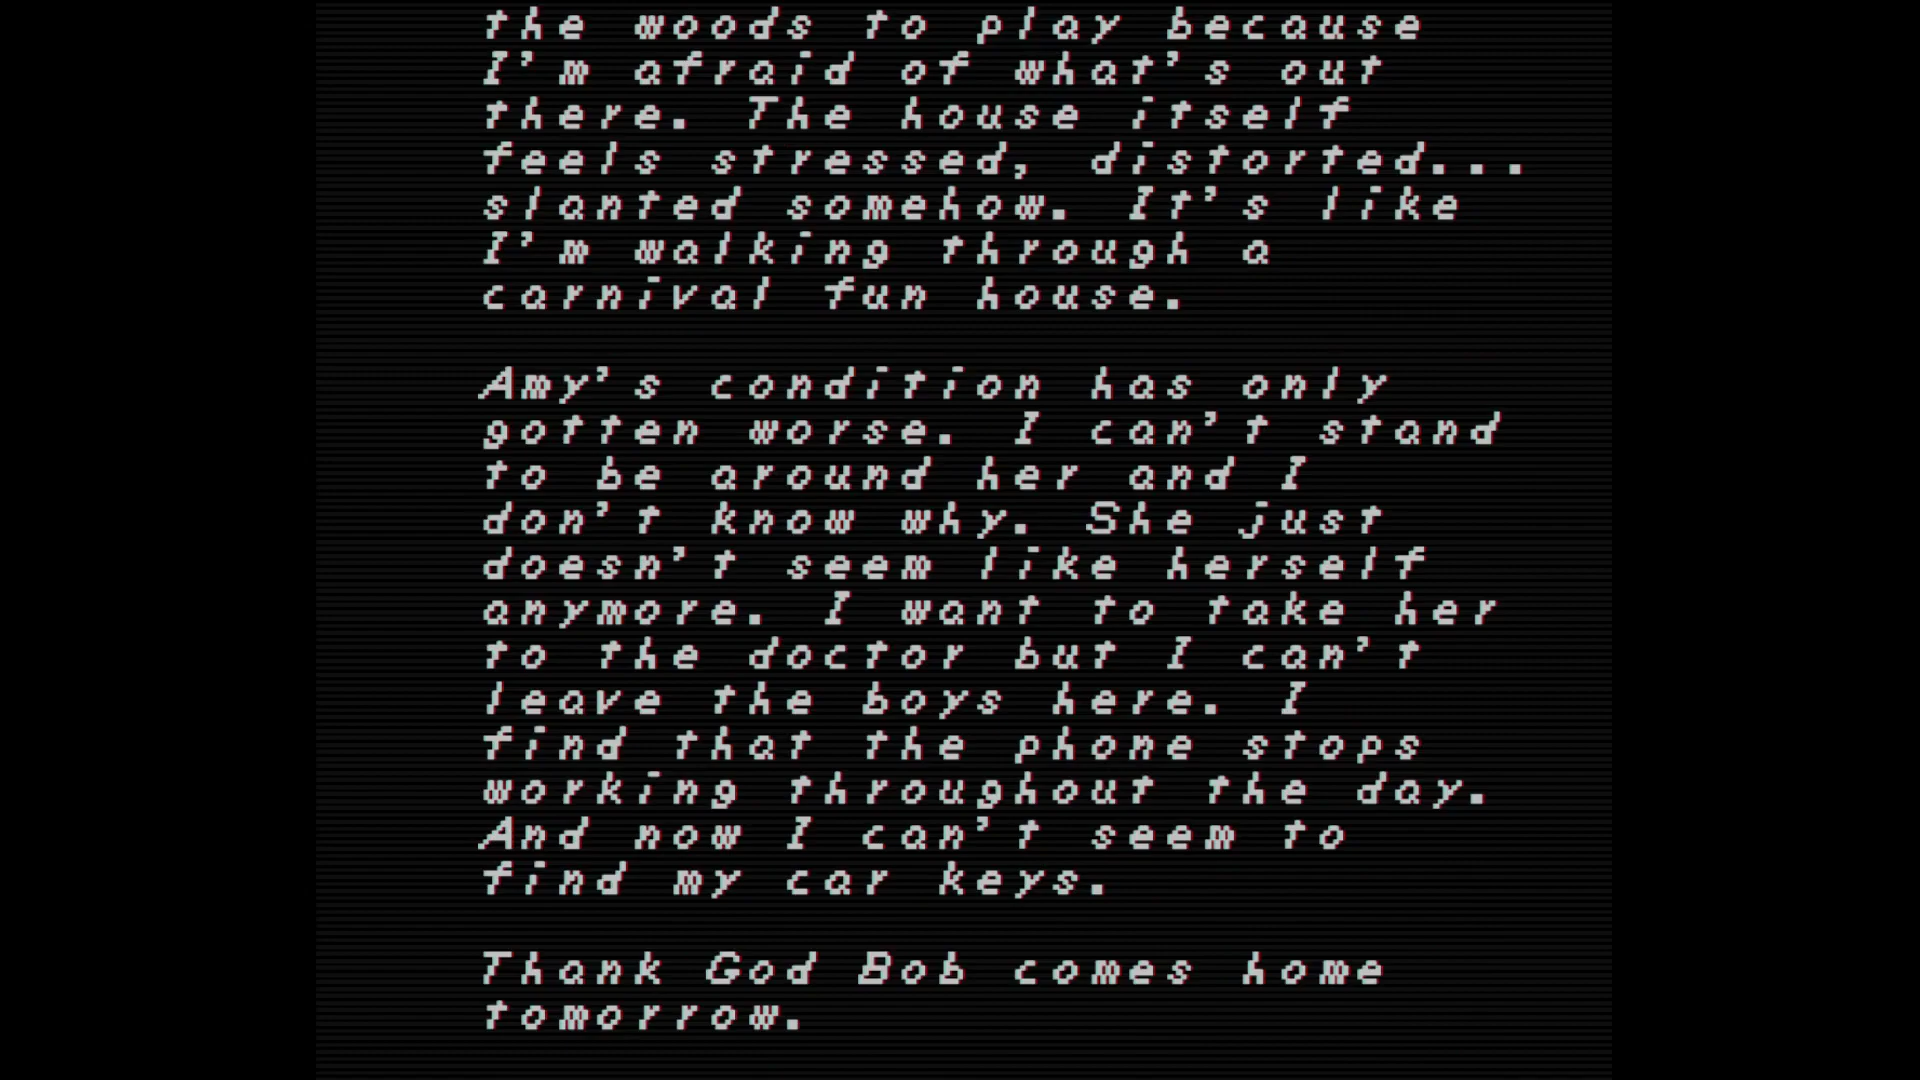 the woods to play because
I'm afraid of what's out
there. The house itself
feels stressed, distorted...
slanted somehow. It's like
I'm walking through a
carnival fun house.
Amy's condition has only
gotten worse. I can't stand
to be around her and I
don't know why. She just
doesn't seem like herself
anymore. I want to take her
to the doctor but I can't
leave the boys here. I
find that the phone stops
working throughout the day.
And now I can't seem to
find my car keys.
Thank God Bob comes home
tomorrow.